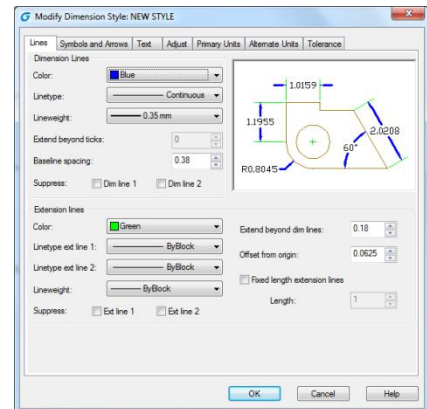 Modify Dimension Style: NEW STYLE
Lines Symbols and Arrows Text Adjust Primary Units Alternate Units Tolerance
Dimension Lines
Color: Blue
Linetype: Continuous
Lineweight: 0.35 mm
Extend beyond ticks: 0
Baseline spacing: 0.38
Suppress: Dim line 1 Dim line 2
1.0159
1.1955
2.0208
60°
R0.8045
Extension lines
Color: Green
Linetype ext line 1: ByBlock
Linetype ext line 2: ByBlock
Lineweight: ByBlock
Suppress: Ext line 1 Ext line 2
Extend beyond dim lines: 0.18
Offset from origin: 0.0625
Fixed length extension lines
Length: 1
OK Cancel Help